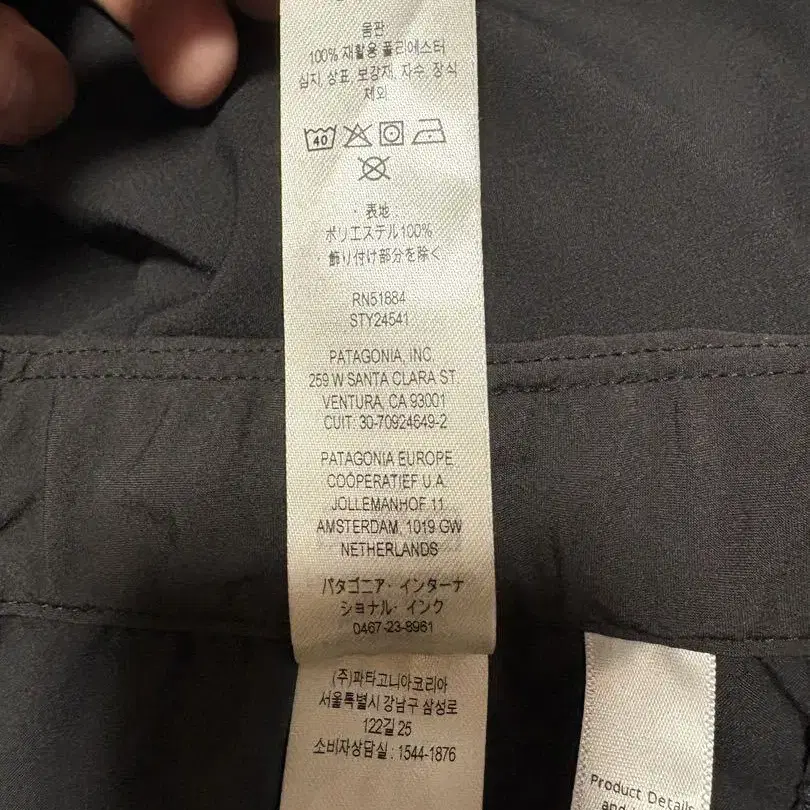 몸판
100% 재활용 폴리에스터
심지, 상표, 보강재, 자수, 장식
제외
40
· 表地 :
ポリエステル100%
· 飾り付け部分を除く
RN51884
STY24541
PATAGONIA, INC.
259 W SANTA CLARA ST.
VENTURA, CA 93001
CUIT: 30-70924649-2
PATAGONIA EUROPE
COÖPERATIEF U.A.
JOLLEMANHOF 11
AMSTERDAM, 1019 GW
NETHERLANDS
パタゴニア・インターナ
ショナル・インク
0467-23-8961
(주)파타고니아코리아
서울특별시 강남구 삼성로
122길 25
소비자상담실 : 1544-1876
Product Details
and